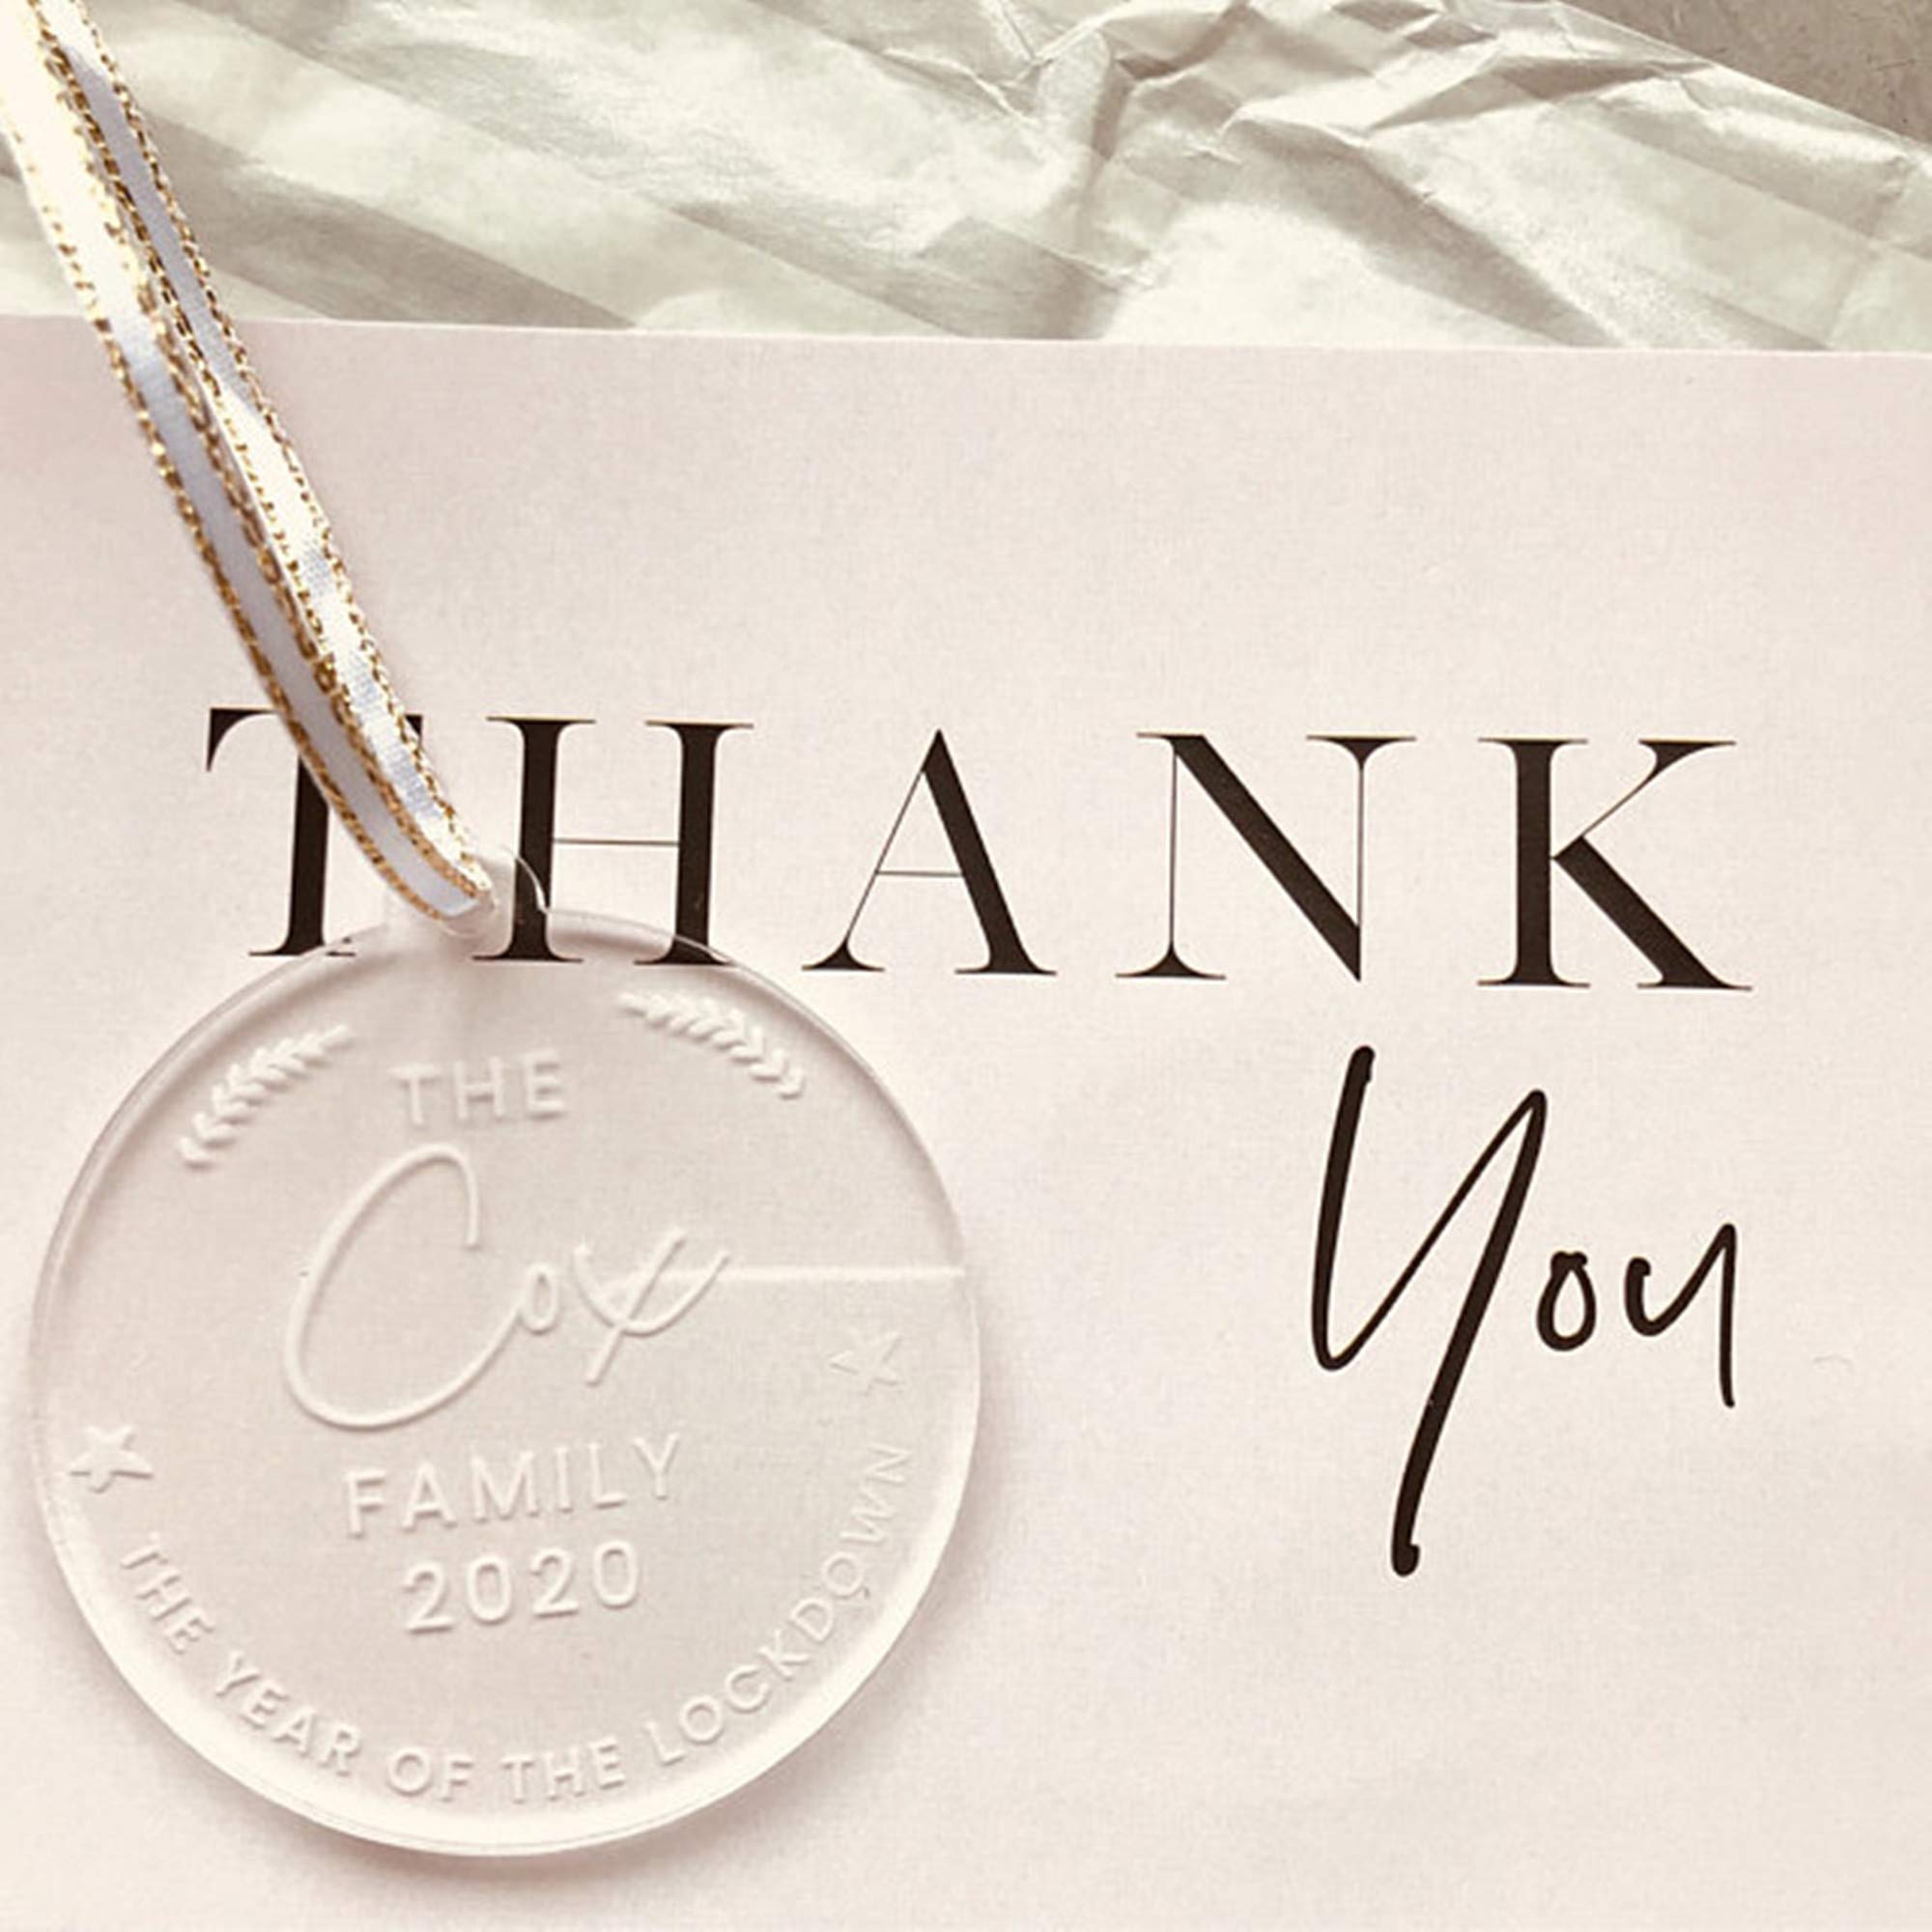 THANK
You
THE
Cox
FAMILY
2020
THE YEAR OF THE LOCKDOWN